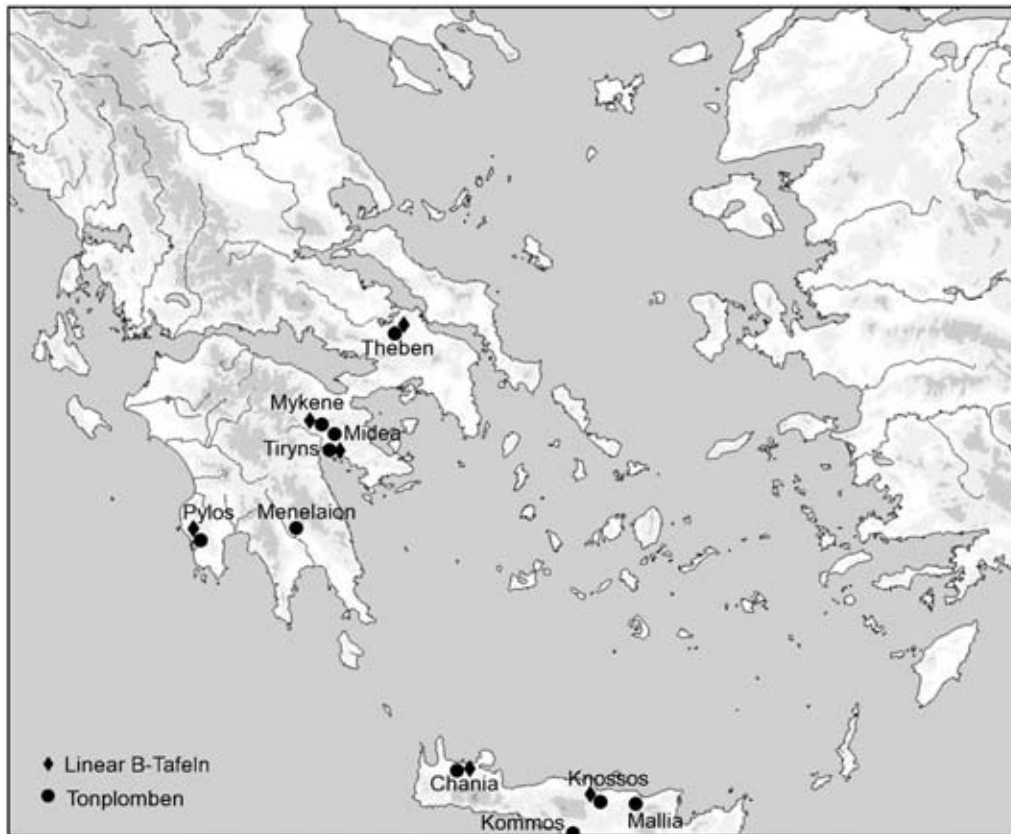 Theben
Mykene
Midea
Tiryns
Pylos
Menelaion
Linear B-Tafeln
Tonplomben
Chania
Knossos
Mallia
Kommos